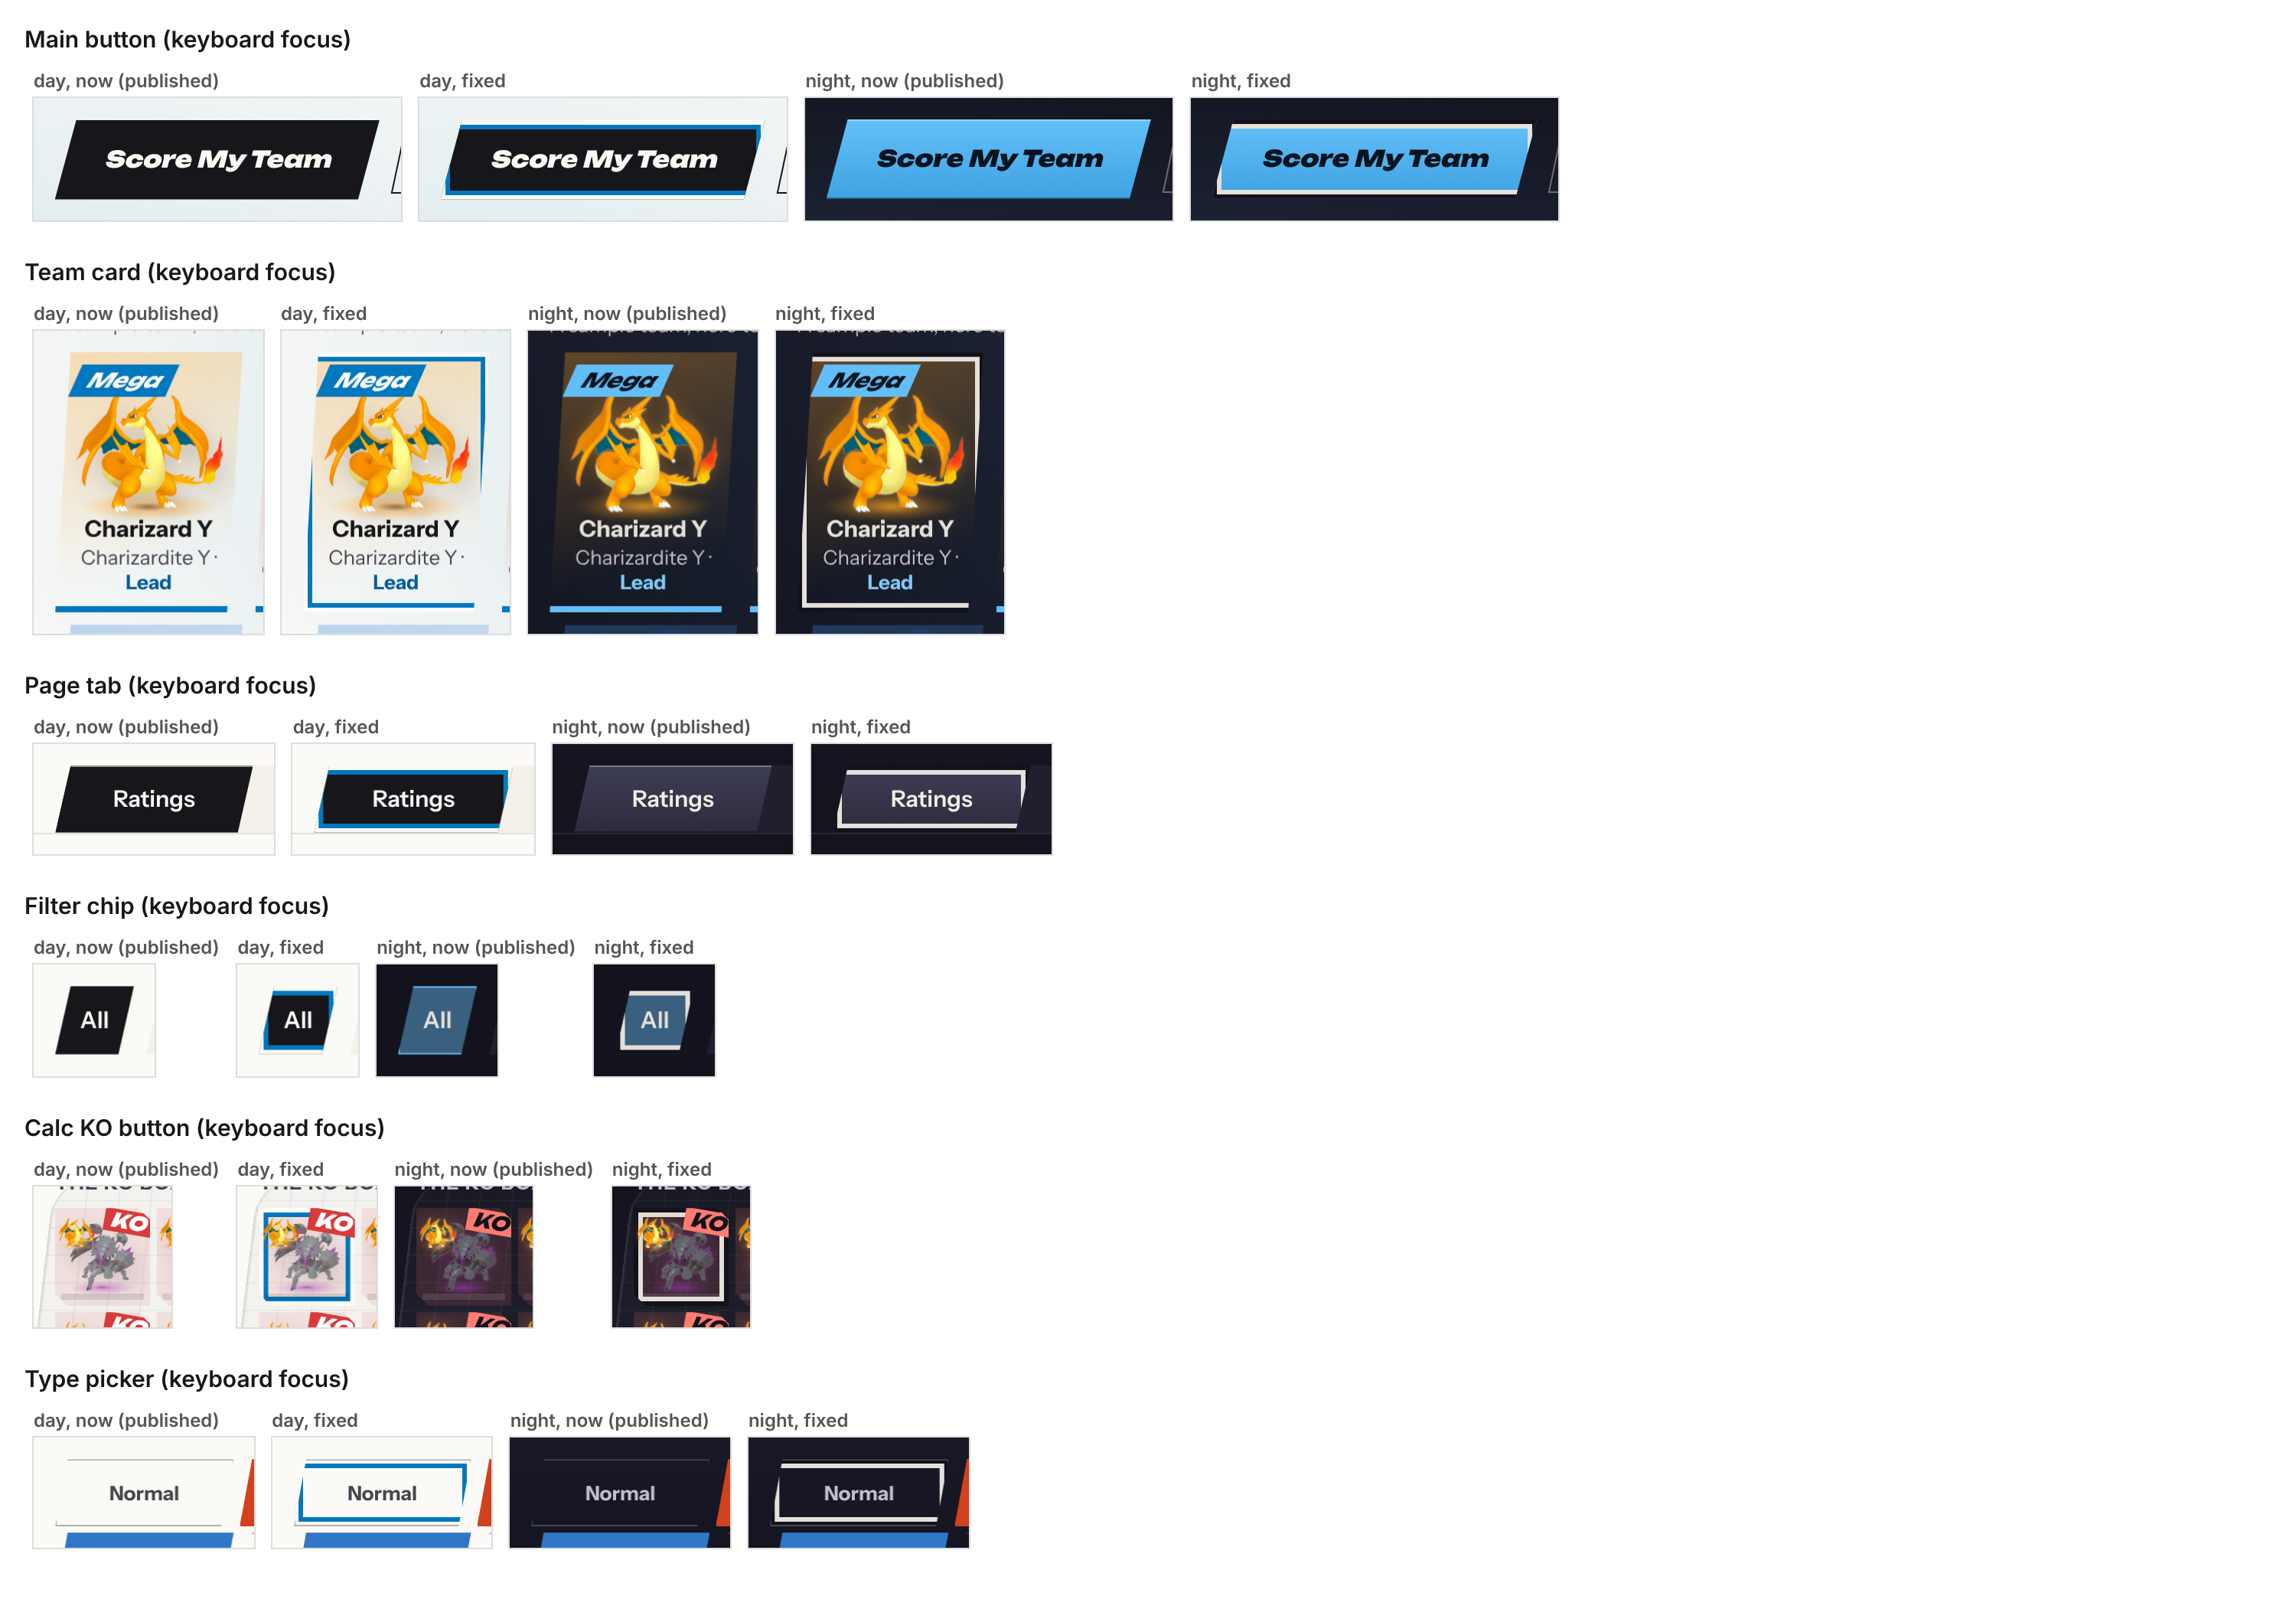 Main button (keyboard focus)
day, now (published)
day, fixed
night, now (published)
night, fixed
Score My Team
Score My Team
Score My Team
Score My Team
Team card (keyboard focus)
day, now (published)
day, fixed
night, now (published)
night, fixed
Mega
Charizard Y
Charizardite Y ·
Lead
Mega
Charizard Y
Charizardite Y ·
Lead
Mega
Charizard Y
Charizardite Y ·
Lead
Mega
Charizard Y
Charizardite Y ·
Lead
Page tab (keyboard focus)
day, now (published)
day, fixed
night, now (published)
night, fixed
Ratings
Ratings
Ratings
Ratings
Filter chip (keyboard focus)
day, now (published)
day, fixed
night, now (published)
night, fixed
All
All
All
All
Calc KO button (keyboard focus)
day, now (published)
day, fixed
night, now (published)
night, fixed
KO
KO
KO
KO
KO
KO
KO
KO
Type picker (keyboard focus)
day, now (published)
day, fixed
night, now (published)
night, fixed
Normal
Normal
Normal
Normal